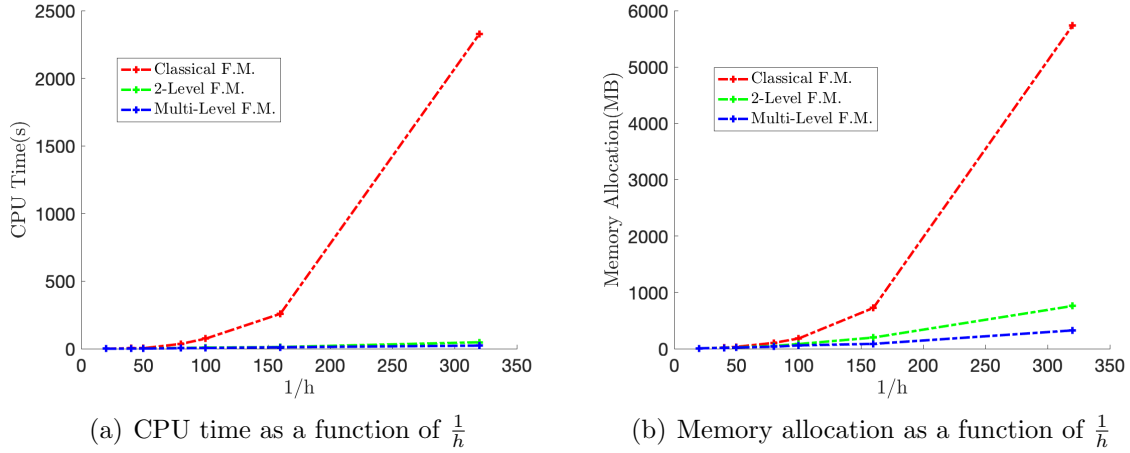 2500
2000
1500
1000
500
0
CPU Time(s)
Classical F.M.
2-Level F.M.
Multi-Level F.M.
0 50 100 150 200 250 300 350
1/h
(a) CPU time as a function of 1/h
6000
5000
4000
3000
2000
1000
0
Memory Allocation(MB)
Classical F.M.
2-Level F.M.
Multi-Level F.M.
0 50 100 150 200 250 300 350
1/h
(b) Memory allocation as a function of 1/h